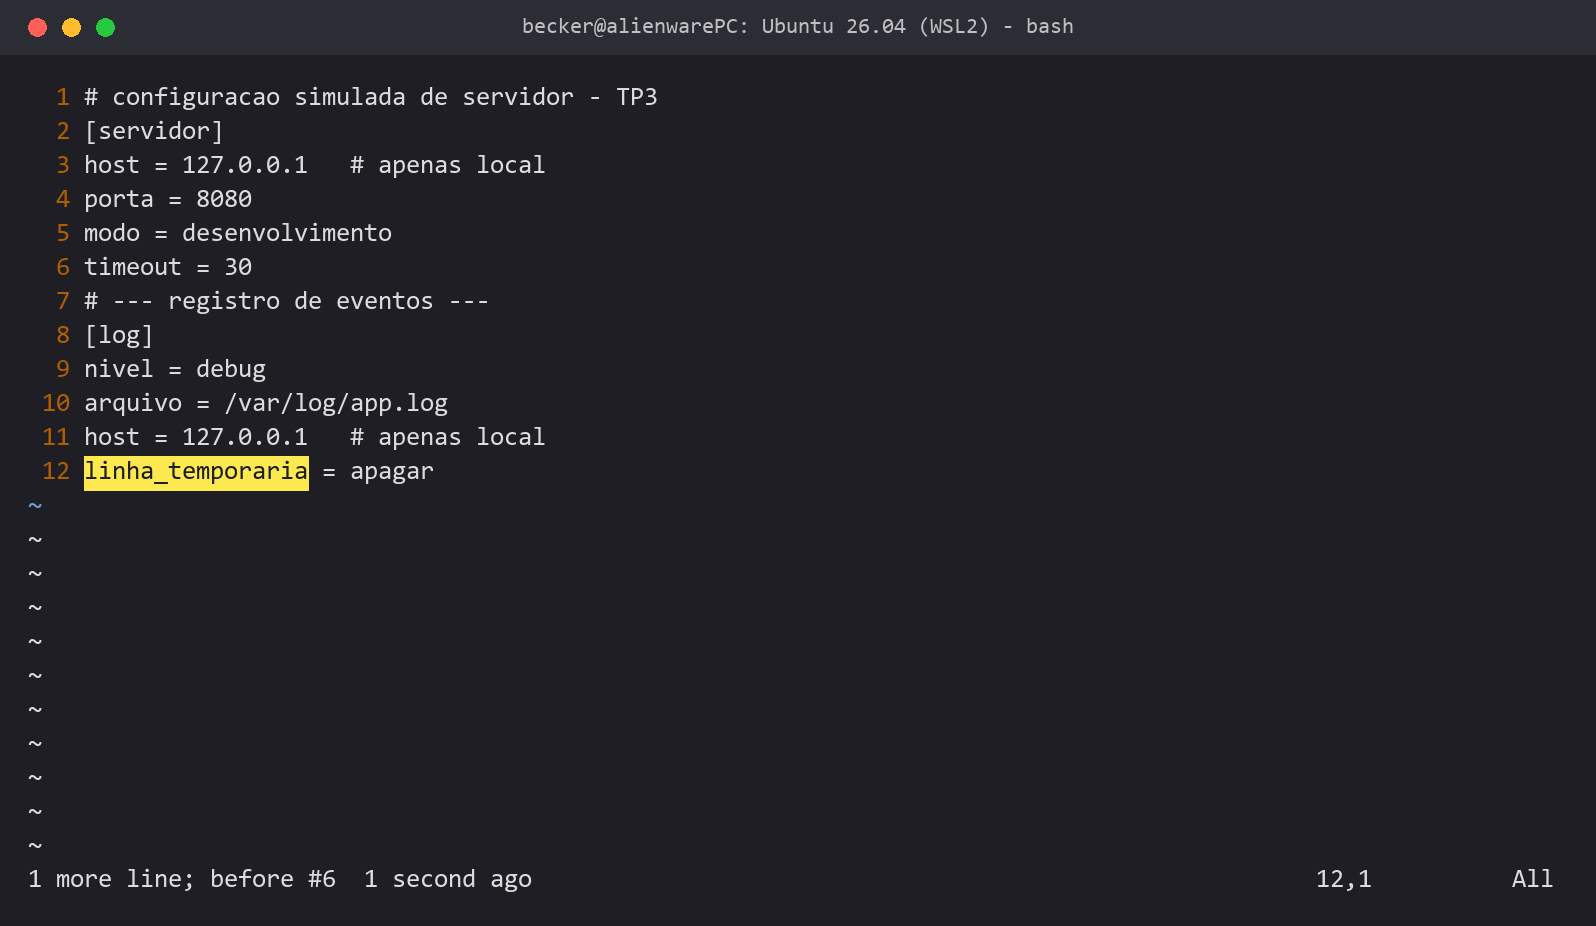 becker@alienwarePC: Ubuntu 26.04 (WSL2) - bash
1 # configuracao simulada de servidor - TP3
2 [servidor]
3 host = 127.0.0.1   # apenas local
4 porta = 8080
5 modo = desenvolvimento
6 timeout = 30
7 # --- registro de eventos ---
8 [log]
9 nivel = debug
10 arquivo = /var/log/app.log
11 host = 127.0.0.1   # apenas local
12 linha_temporaria = apagar
~
~
~
~
~
~
~
~
~
~
~
1 more line; before #6  1 second ago 12,1 All